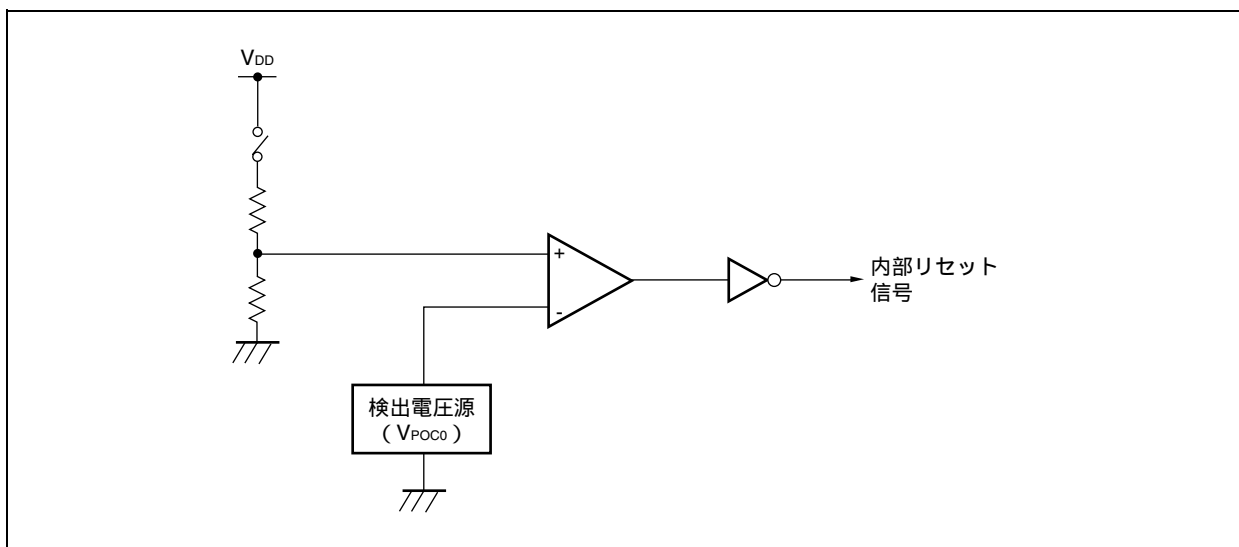 VDD
+
-
内部リセット
信号
検出電圧源
（VPOC0）